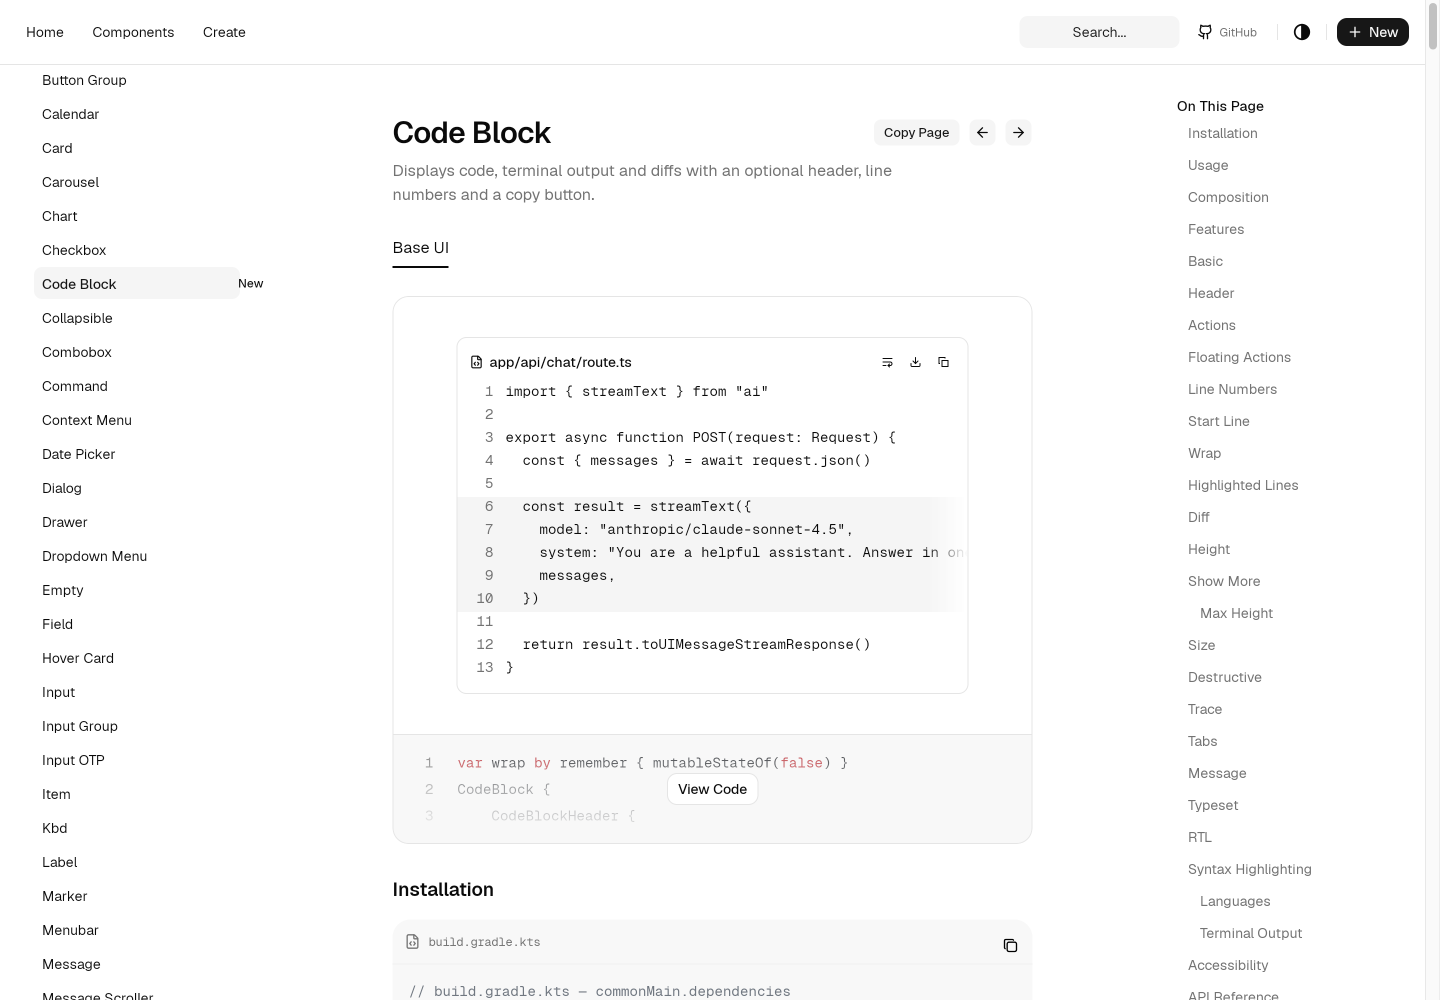 Home
Components
Create
Search...
GitHub
New
Button Group
Calendar
Card
Carousel
Chart
Checkbox
Code Block
New
Collapsible
Combobox
Command
Context Menu
Date Picker
Dialog
Drawer
Dropdown Menu
Empty
Field
Hover Card
Input
Input Group
Input OTP
Item
Kbd
Label
Marker
Menubar
Message
Message Scroller
Code Block
Copy Page
Displays code, terminal output and diffs with an optional header, line
numbers and a copy button.
Base UI
app/api/chat/route.ts
1 import { streamText } from "ai"
2
3 export async function POST(request: Request) {
4   const { messages } = await request.json()
5
6   const result = streamText({
7     model: "anthropic/claude-sonnet-4.5",
8     system: "You are a helpful assistant. Answer in on
9     messages,
10   })
11
12   return result.toUIMessageStreamResponse()
13 }
1 var wrap by remember { mutableStateOf(false) }
2 CodeBlock {
View Code
3     CodeBlockHeader {
Installation
build.gradle.kts
// build.gradle.kts — commonMain.dependencies
On This Page
Installation
Usage
Composition
Features
Basic
Header
Actions
Floating Actions
Line Numbers
Start Line
Wrap
Highlighted Lines
Diff
Height
Show More
Max Height
Size
Destructive
Trace
Tabs
Message
Typeset
RTL
Syntax Highlighting
Languages
Terminal Output
Accessibility
API Reference